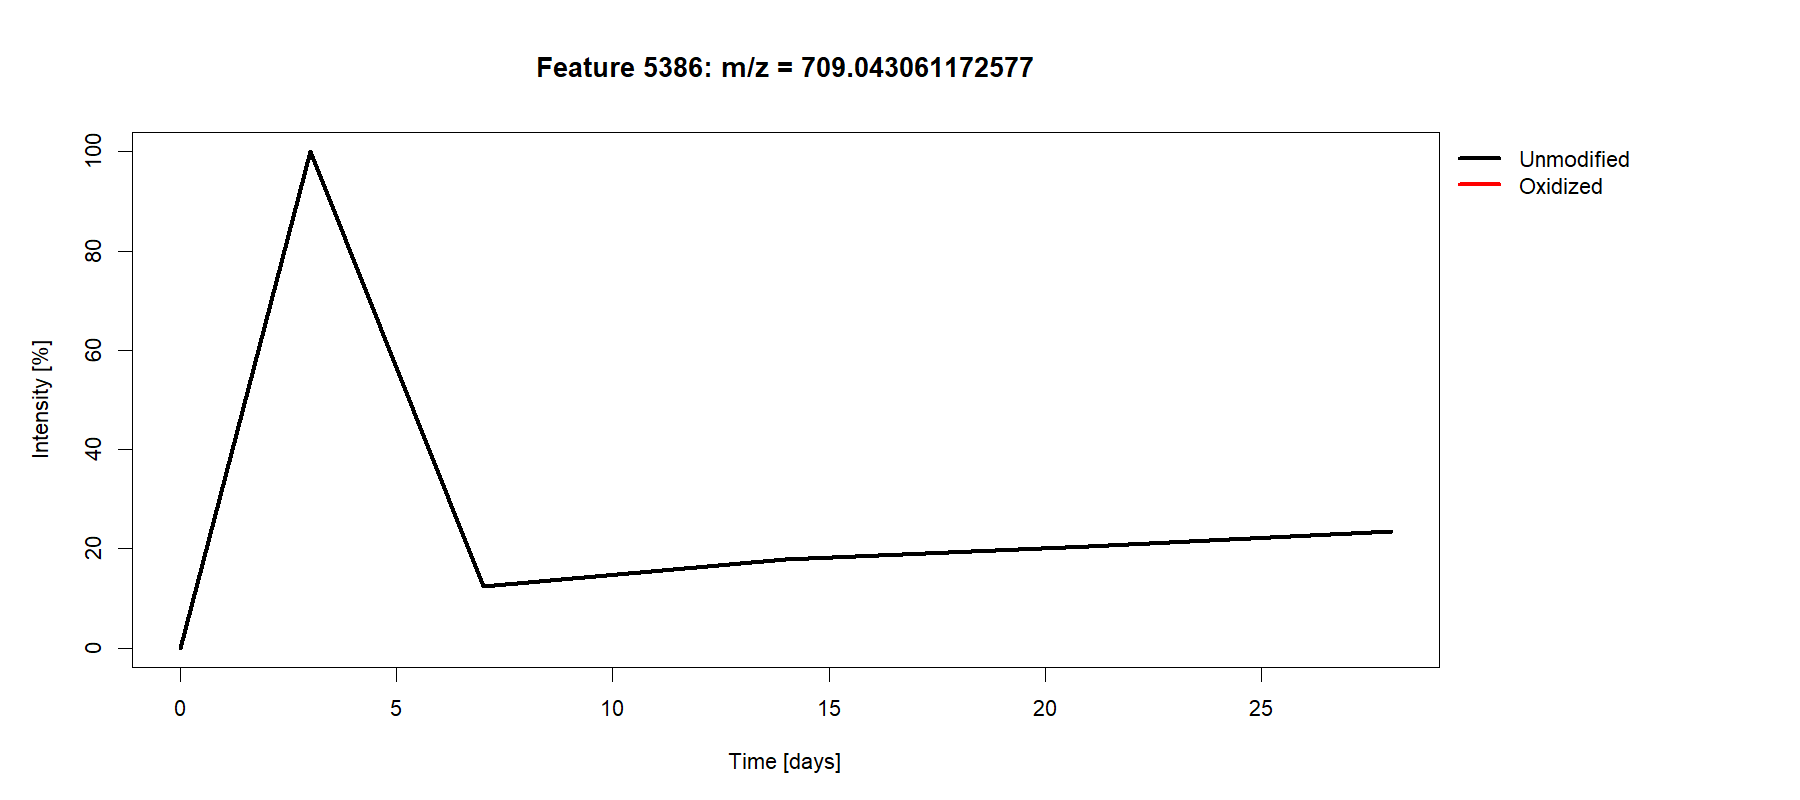 Feature 5386: m/z = 709.043061172577
Unmodified
Oxidized
Intensity [%]
100
80
60
40
20
0
0 5 10 15 20 25
Time [days]